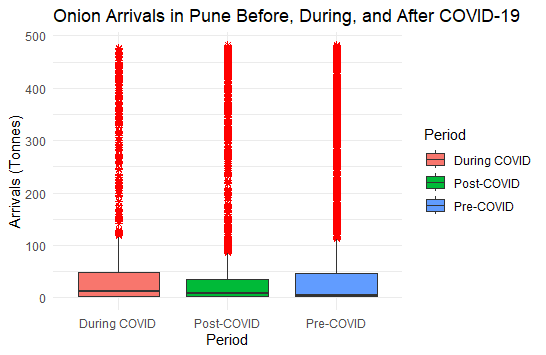 Onion Arrivals in Pune Before, During, and After COVID-19
Arrivals (Tonnes)
500
400
300
200
100
0
During COVID
Post-COVID
Pre-COVID
Period
Period
During COVID
Post-COVID
Pre-COVID